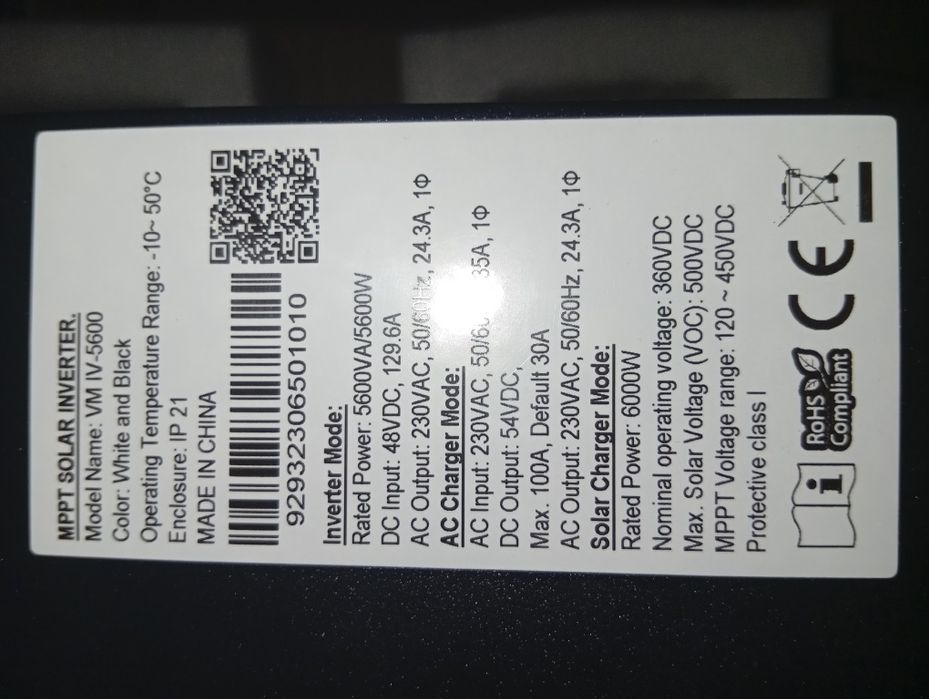 MPPT SOLAR INVERTER.
Model Name: VM IV-5600
Color: White and Black
Operating Temperature Range: -10~ 50°C
Enclosure: IP 21
MADE IN CHINA
92932306501010
Inverter Mode:
Rated Power: 5600VA/5600W
DC Input: 48VDC, 129.6A
AC Output: 230VAC, 50/60Hz, 24.3A, 1Φ
AC Charger Mode:
AC Input: 230VAC, 35A, 1Φ
DC Output: 54VDC,
Max. 100A, Default 30A
AC Output: 230VAC, 50/60Hz, 24.3A, 1Φ
Solar Charger Mode:
Rated Power: 6000W
Nominal operating voltage: 360VDC
Max. Solar Voltage (VOC): 500VDC
MPPT Voltage range: 120 ~ 450VDC
Protective class I
i
RoHS
Compliant
CE